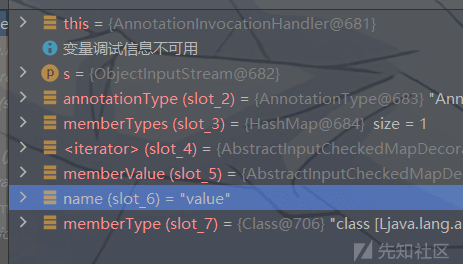 this = {AnnotationInvocationHandler@681}
变量调试信息不可用
s = {ObjectInputStream@682}
annotationType (slot_2) = {AnnotationType@683} "Ann
memberTypes (slot_3) = {HashMap@684} size = 1
<iterator> (slot_4) = {AbstractInputCheckedMapDecor
memberValue (slot_5) = {AbstractInputCheckedMapDe
name (slot_6) = "value"
memberType (slot_7) = {Class@706} "class [Ljava.lang.a
先知社区